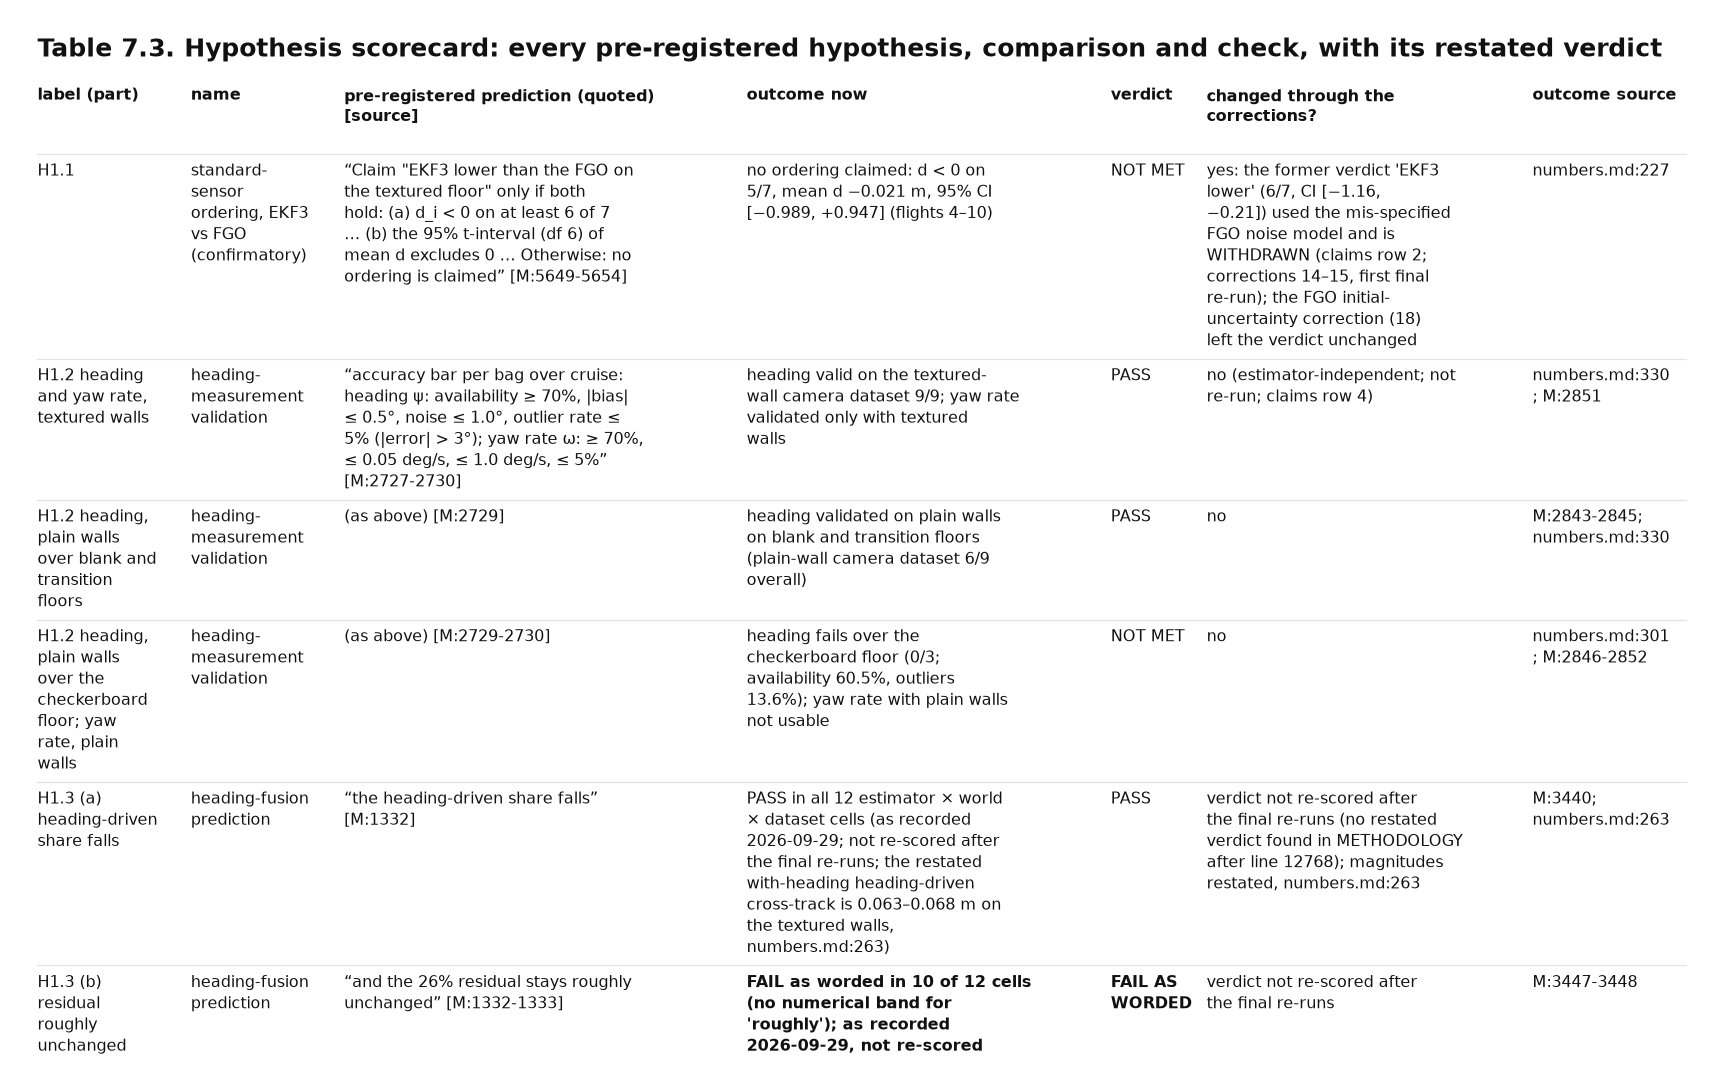 Table 7.3. Hypothesis scorecard: every pre-registered hypothesis, comparison and check, with its restated verdict
label (part)
name
pre-registered prediction (quoted)
[source]
outcome now
verdict
changed through the
corrections?
outcome source
H1.1
standard-
sensor
ordering, EKF3
vs FGO
(confirmatory)
“Claim "EKF3 lower than the FGO on
the textured floor" only if both
hold: (a) d_i < 0 on at least 6 of 7
… (b) the 95% t-interval (df 6) of
mean d excludes 0 … Otherwise: no
ordering is claimed” [M:5649-5654]
no ordering claimed: d < 0 on
5/7, mean d −0.021 m, 95% CI
[−0.989, +0.947] (flights 4–10)
NOT MET
yes: the former verdict 'EKF3
lower' (6/7, CI [−1.16,
−0.21]) used the mis-specified
FGO noise model and is
WITHDRAWN (claims row 2;
corrections 14–15, first final
re-run); the FGO initial-
uncertainty correction (18)
left the verdict unchanged
numbers.md:227
H1.2 heading
and yaw rate,
textured walls
heading-
measurement
validation
“accuracy bar per bag over cruise:
heading ψ: availability ≥ 70%, |bias|
≤ 0.5°, noise ≤ 1.0°, outlier rate ≤
5% (|error| > 3°); yaw rate ω: ≥ 70%,
≤ 0.05 deg/s, ≤ 1.0 deg/s, ≤ 5%”
[M:2727-2730]
heading valid on the textured-
wall camera dataset 9/9; yaw rate
validated only with textured
walls
PASS
no (estimator-independent; not
re-run; claims row 4)
numbers.md:330
; M:2851
H1.2 heading,
plain walls
over blank and
transition
floors
heading-
measurement
validation
(as above) [M:2729]
heading validated on plain walls
on blank and transition floors
(plain-wall camera dataset 6/9
overall)
PASS
no
M:2843-2845;
numbers.md:330
H1.2 heading,
plain walls
over the
checkerboard
floor; yaw
rate, plain
walls
heading-
measurement
validation
(as above) [M:2729-2730]
heading fails over the
checkerboard floor (0/3;
availability 60.5%, outliers
13.6%); yaw rate with plain walls
not usable
NOT MET
no
numbers.md:301
; M:2846-2852
H1.3 (a)
heading-driven
share falls
heading-fusion
prediction
“the heading-driven share falls”
[M:1332]
PASS in all 12 estimator × world
× dataset cells (as recorded
2026-09-29; not re-scored after
the final re-runs; the restated
with-heading heading-driven
cross-track is 0.063–0.068 m on
the textured walls,
numbers.md:263)
PASS
verdict not re-scored after
the final re-runs (no restated
verdict found in METHODOLOGY
after line 12768); magnitudes
restated, numbers.md:263
M:3440;
numbers.md:263
H1.3 (b)
residual
roughly
unchanged
heading-fusion
prediction
“and the 26% residual stays roughly
unchanged” [M:1332-1333]
FAIL as worded in 10 of 12 cells
(no numerical band for
'roughly'); as recorded
2026-09-29, not re-scored
FAIL AS
WORDED
verdict not re-scored after
the final re-runs
M:3447-3448